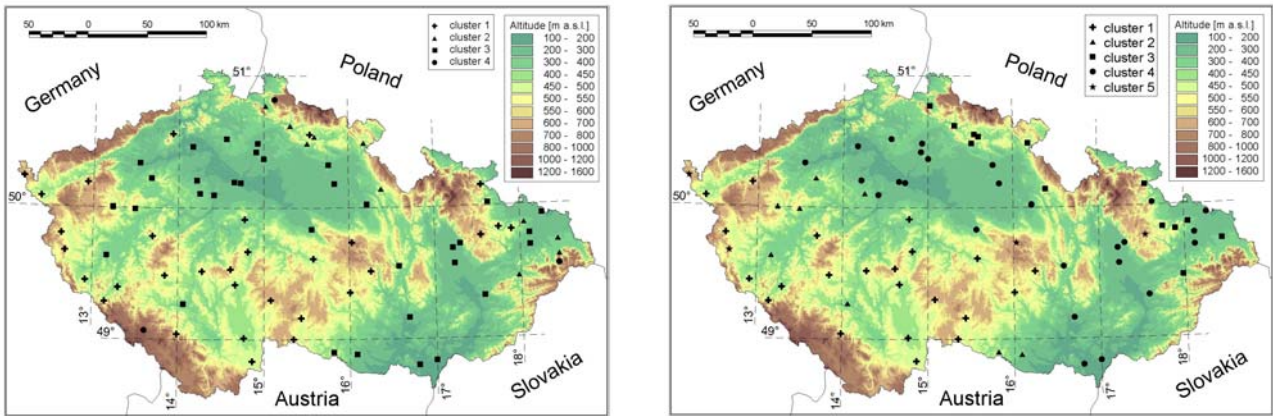 50 0 50 100 km
cluster 1
cluster 2
cluster 3
cluster 4
Altitude [m a.s.l.]
100 - 200
200 - 300
300 - 400
400 - 450
450 - 500
500 - 550
550 - 600
600 - 700
700 - 800
800 - 1000
1000 - 1200
1200 - 1600
Germany
Poland
Slovakia
Austria
51°
50°
49°
13°
14°
15°
16°
17°
18°
50 0 50 100 km
cluster 1
cluster 2
cluster 3
cluster 4
cluster 5
Altitude [m a.s.l.]
100 - 200
200 - 300
300 - 400
400 - 450
450 - 500
500 - 550
550 - 600
600 - 700
700 - 800
800 - 1000
1000 - 1200
1200 - 1600
Germany
Poland
Slovakia
Austria
51°
50°
49°
13°
14°
15°
16°
17°
18°